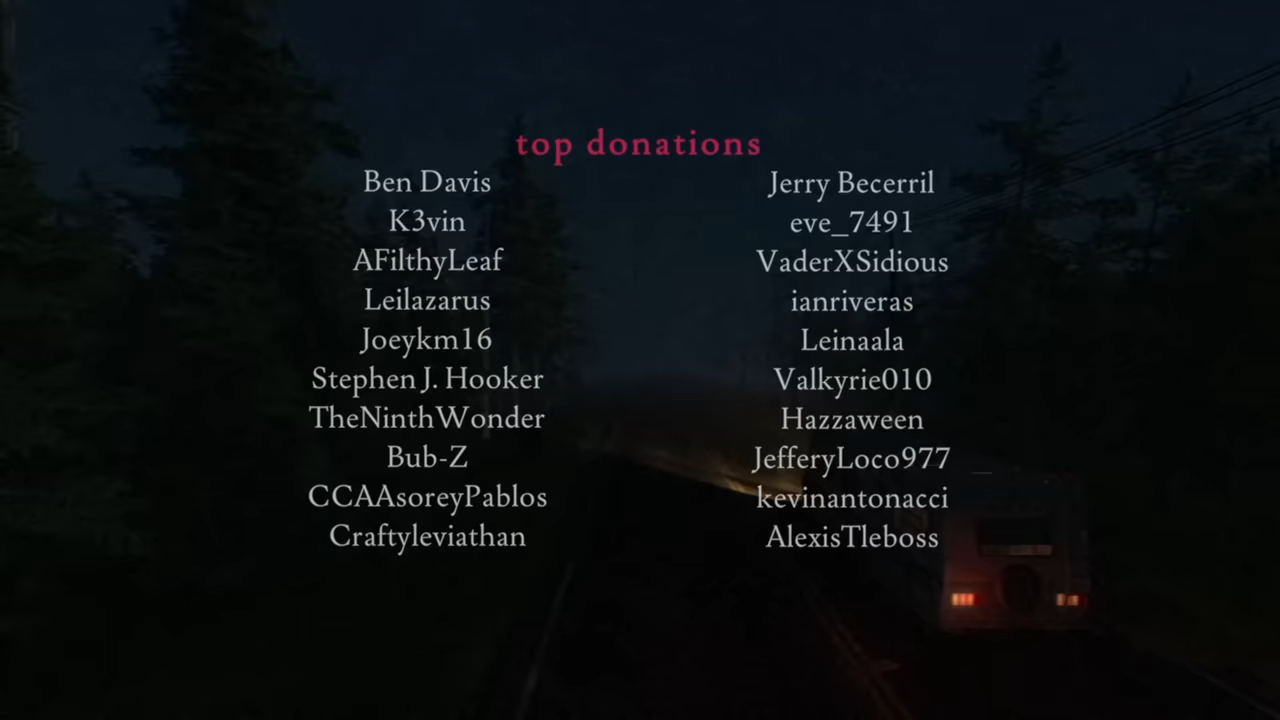 top donations
Ben Davis
K3vin
AFilthyLeaf
Leilazarus
Joeykm16
Stephen J. Hooker
TheNinthWonder
Bub-Z
CCAAsoreyPablos
Craftyleviathan
Jerry Becerril
eve_7491
VaderXSidious
ianriveras
Leinaala
Valkyrie010
Hazzaween
JefferyLoco977
kevinantonacci
AlexisTleboss